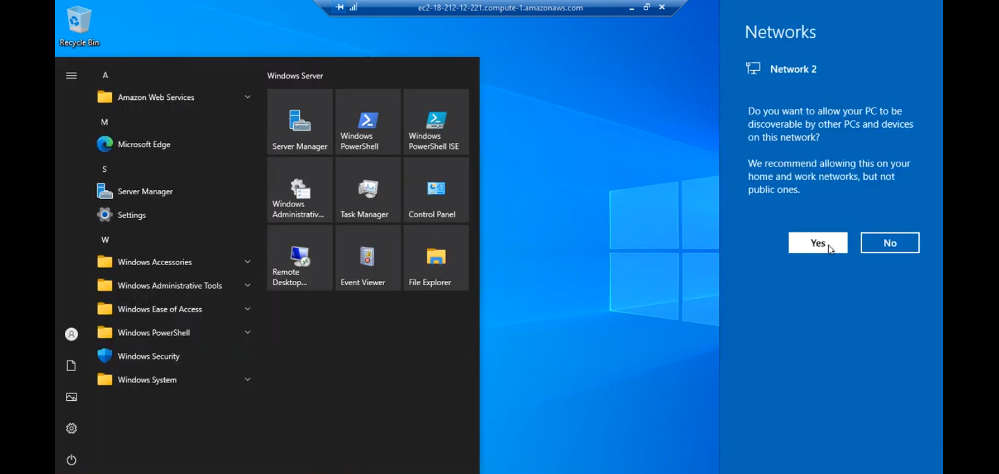 ec2-18-212-12-221.compute-1.amazonaws.com
Recycle Bin
A
Amazon Web Services
M
Microsoft Edge
S
Server Manager
Settings
W
Windows Accessories
Windows Administrative Tools
Windows Ease of Access
Windows PowerShell
Windows Security
Windows System
Windows Server
Server Manager
Windows
PowerShell
Windows
PowerShell ISE
Windows
Administrativ...
Task Manager
Control Panel
Remote
Desktop...
Event Viewer
File Explorer
Networks
Network 2
Do you want to allow your PC to be
discoverable by other PCs and devices
on this network?
We recommend allowing this on your
home and work networks, but not
public ones.
Yes
No